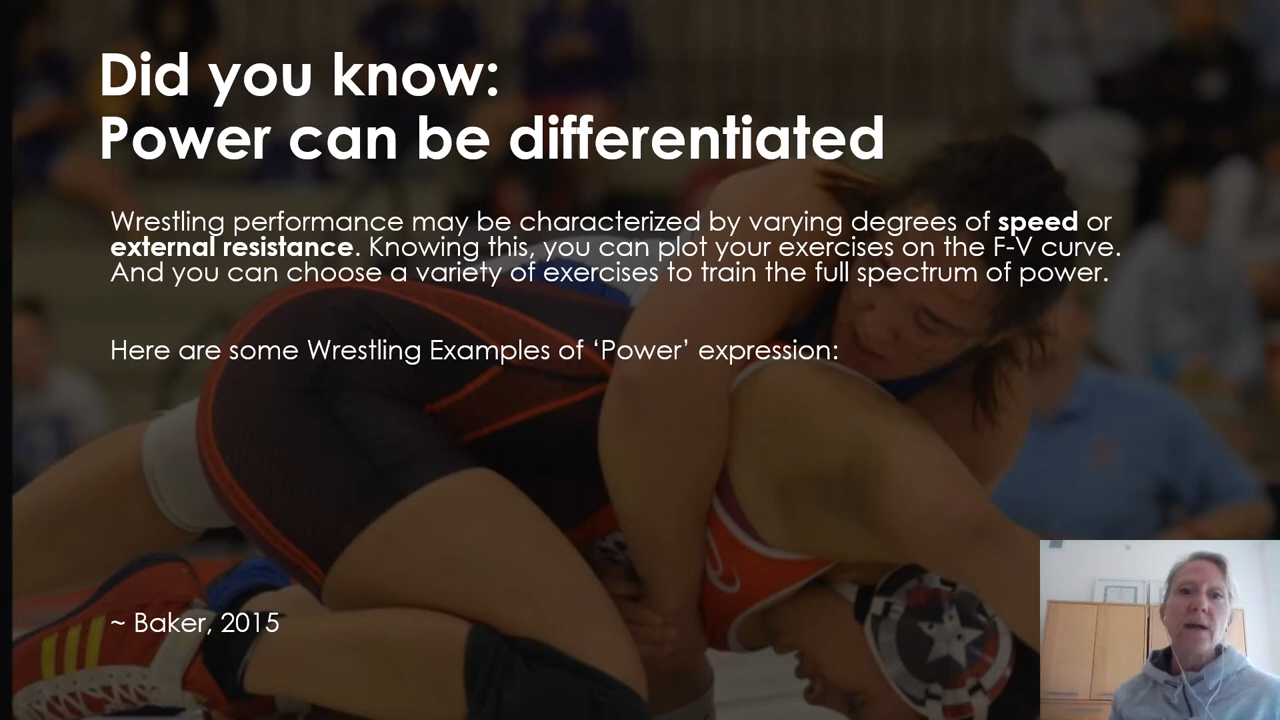 Did you know:
Power can be differentiated
Wrestling performance may be characterized by varying degrees of speed or
external resistance. Knowing this, you can plot your exercises on the F-V curve.
And you can choose a variety of exercises to train the full spectrum of power.
Here are some Wrestling Examples of ‘Power’ expression:
~ Baker, 2015